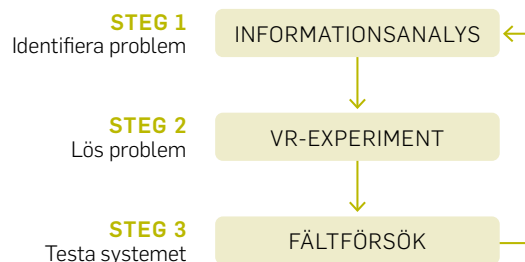 STEG 1
Identifiera problem
INFORMATIONSANALYS
STEG 2
Lös problem
VR-EXPERIMENT
STEG 3
Testa systemet
FÄLTFÖRSÖK